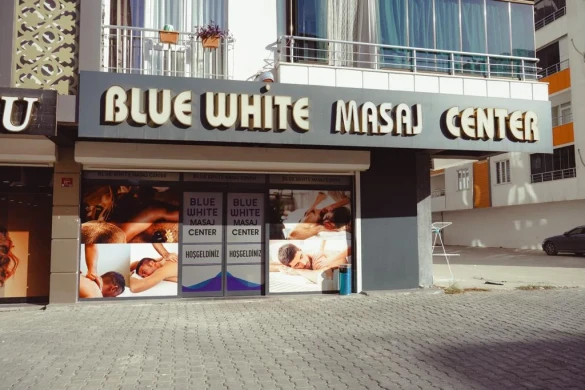 BLUE WHITE MASAJ CENTER
U
BLUE
WHITE
MASAJ
CENTER
HOŞGELDİNİZ
BLUE
WHITE
MASAJ
CENTER
HOŞGELDİNİZ